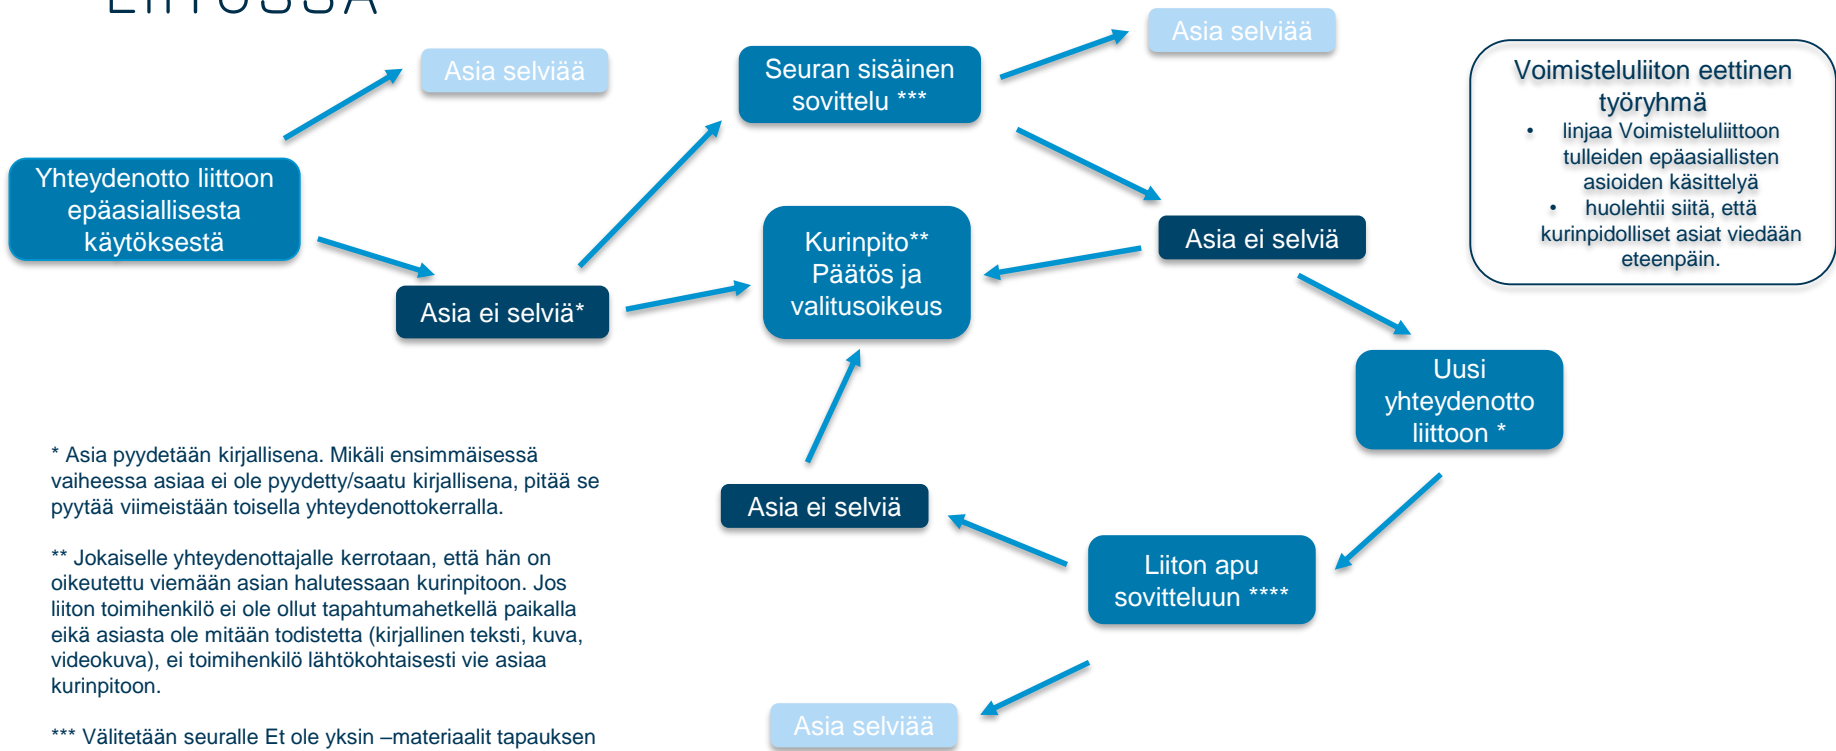 LIITOSSA
Asia selviää
Seuran sisäinen
sovittelu ***
Asia selviää
Voimisteluliiton eettinen
työryhmä
• linjaa Voimisteluliittoon
tulleiden epäasiallisten
asioiden käsittelyä
• huolehtii siitä, että
kurinpidolliset asiat viedään
eteenpäin.
Yhteydenotto liittoon
epäasiallisesta
käytöksestä
Asia ei selviä*
Kurinpito**
Päätös ja
valitusoikeus
Asia ei selviä
Uusi
yhteydenotto
liittoon *
Asia ei selviä
Liiton apu
sovitteluun ****
Asia selviää
* Asia pyydetään kirjallisena. Mikäli ensimmäisessä
vaiheessa asiaa ei ole pyydetty/saatu kirjallisena, pitää se
pyytää viimeistään toisella yhteydenottokerralla.
** Jokaiselle yhteydenottajalle kerrotaan, että hän on
oikeutettu viemään asian halutessaan kurinpitoon. Jos
liiton toimihenkilö ei ole ollut tapahtumahetkellä paikalla
eikä asiasta ole mitään todistetta (kirjallinen teksti, kuva,
videokuva), ei toimihenkilö lähtökohtaisesti vie asiaa
kurinpitoon.
*** Välitetään seuralle Et ole yksin –materiaalit tapauksen